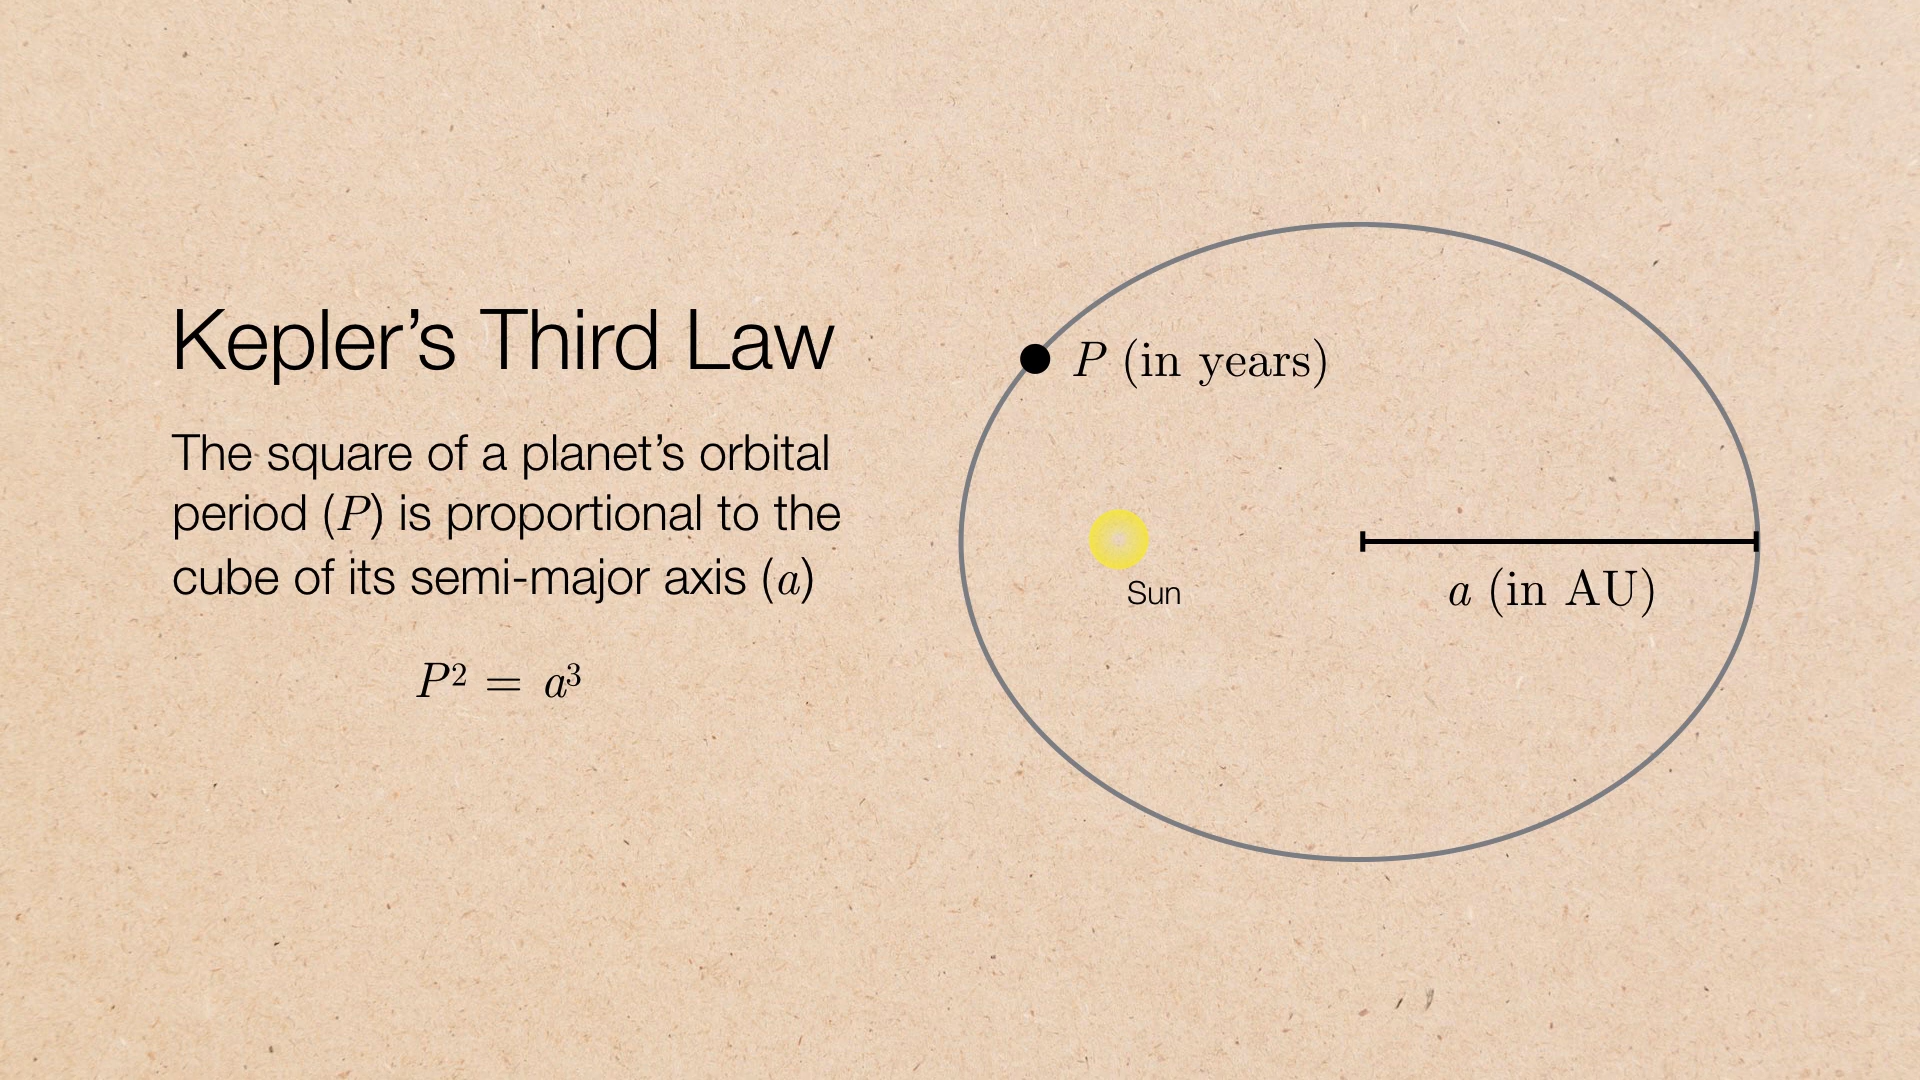 Kepler’s Third Law
The square of a planet’s orbital
period (P) is proportional to the
cube of its semi-major axis (a)
P² = a³
P (in years)
Sun
a (in AU)